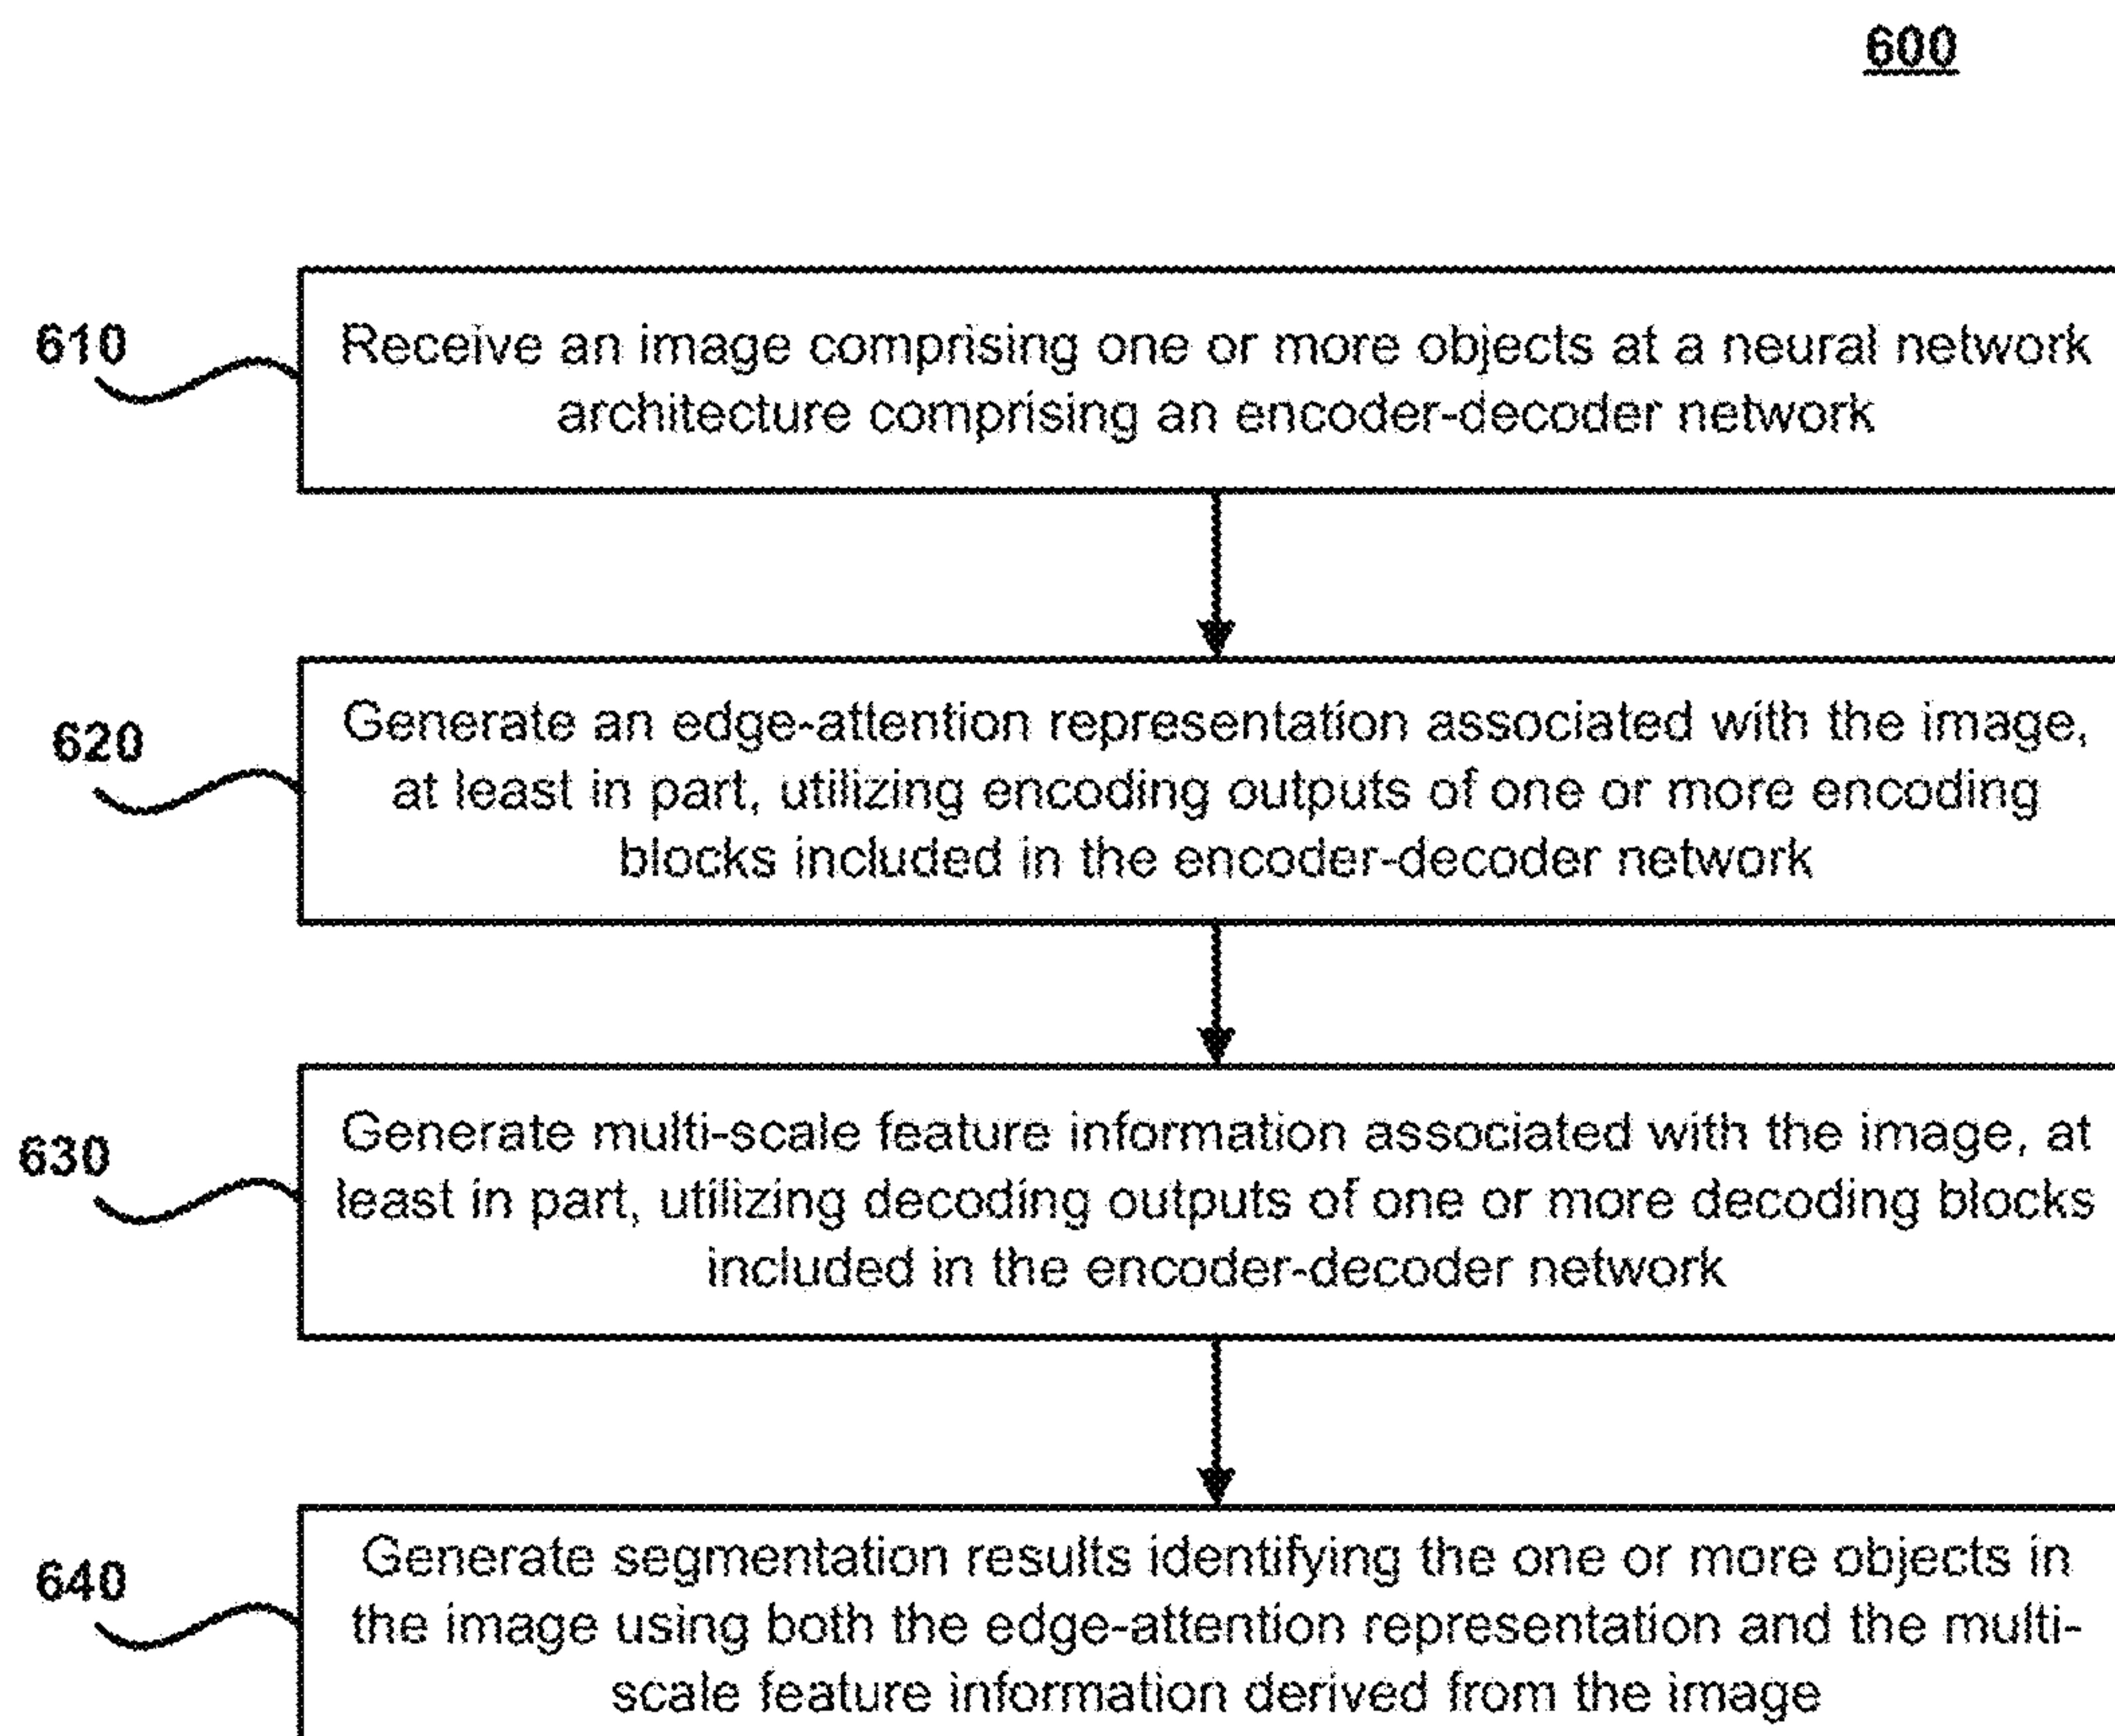 600
610
Receive an image comprising one or more objects at a neural network
architecture comprising an encoder-decoder network
620
Generate an edge-attention representation associated with the image,
at least in part, utilizing encoding outputs of one or more encoding
blocks included in the encoder-decoder network
630
Generate multi-scale feature information associated with the image, at
least in part, utilizing decoding outputs of one or more decoding blocks
included in the encoder-decoder network
640
Generate segmentation results identifying the one or more objects in
the image using both the edge-attention representation and the multi-
scale feature information derived from the image